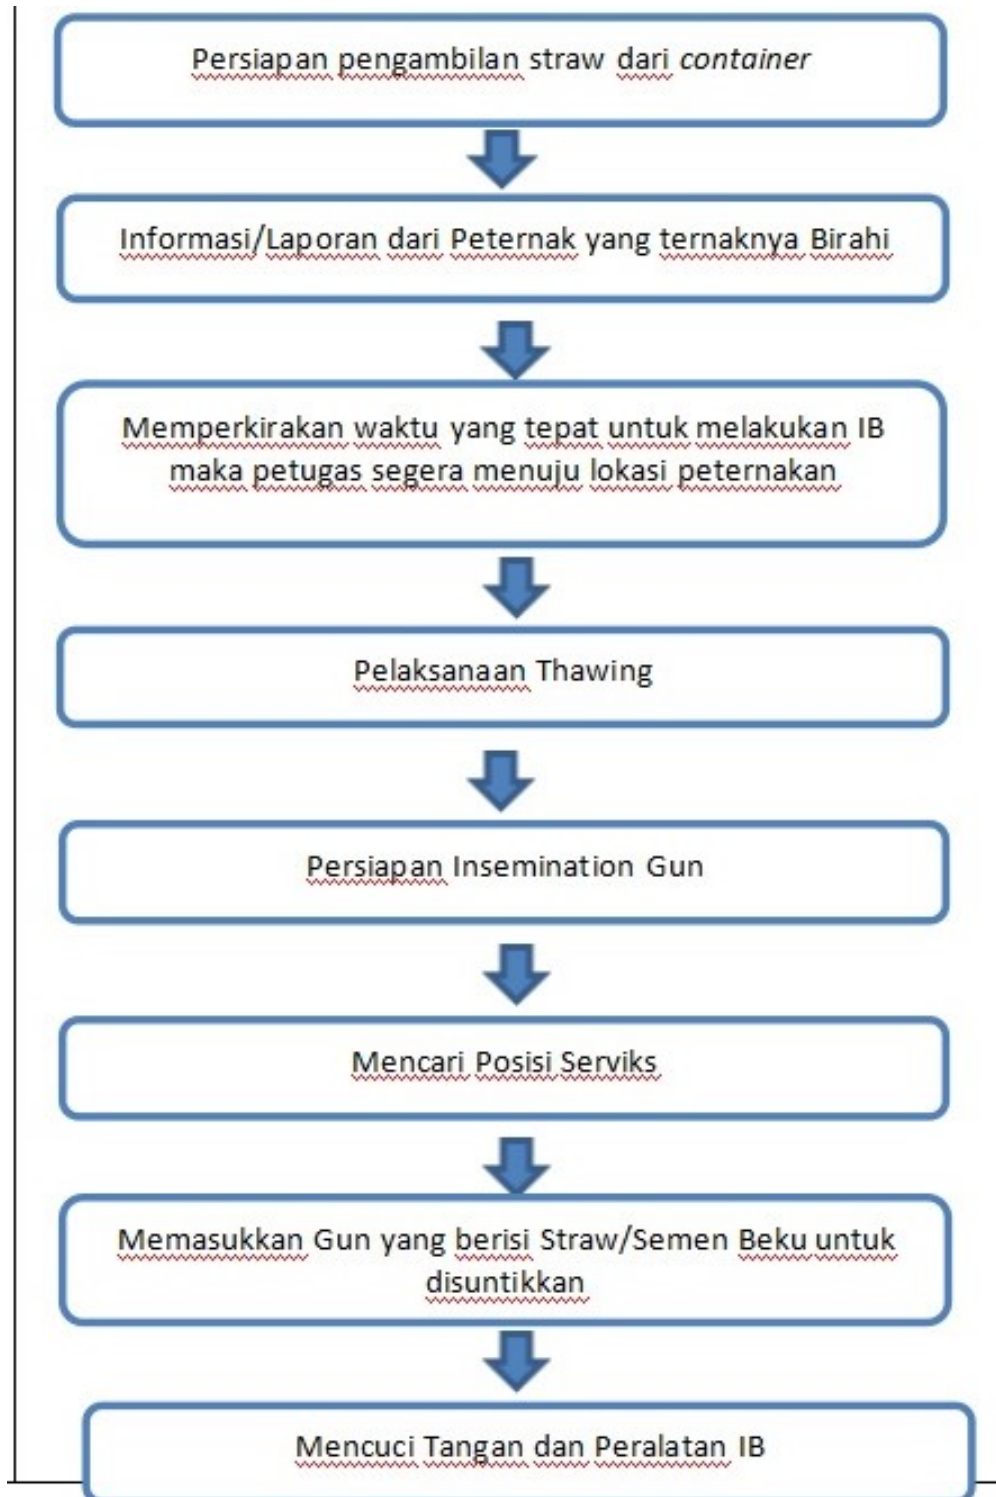 Persiapan pengambilan straw dari container
Informasi/Laporan dari Peternak yang ternaknya Birahi
Memperkirakan waktu yang tepat untuk melakukan IB
maka petugas segera menuju lokasi peternakan
Pelaksanaan Thawing
Persiapan Insemination Gun
Mencari Posisi Serviks
Memasukkan Gun yang berisi Straw/Semen Beku untuk
disuntikkan
Mencuci Tangan dan Peralatan IB